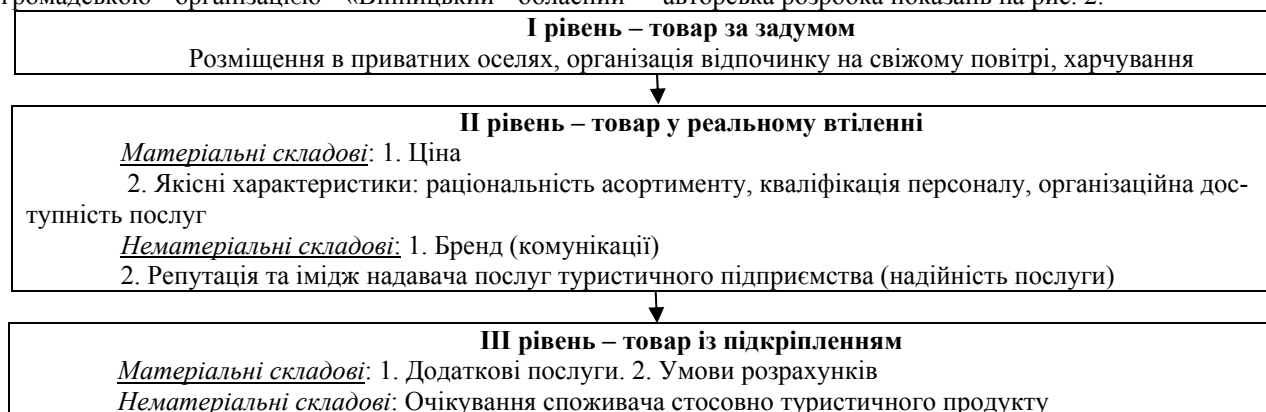 громадською організацією «Вінницький обласний авторська розробка показань на рис. 2.
І рівень – товар за задумом
Розміщення в приватних оселях, організація відпочинку на свіжому повітрі, харчування
ІІ рівень – товар у реальному втіленні
Матеріальні складові: 1. Ціна
2. Якісні характеристики: раціональність асортименту, кваліфікація персоналу, організаційна дос-
тупність послуг
Нематеріальні складові: 1. Бренд (комунікації)
2. Репутація та імідж надавача послуг туристичного підприємства (надійність послуги)
ІІІ рівень – товар із підкріпленням
Матеріальні складові: 1. Додаткові послуги. 2. Умови розрахунків
Нематеріальні складові: Очікування споживача стосовно туристичного продукту